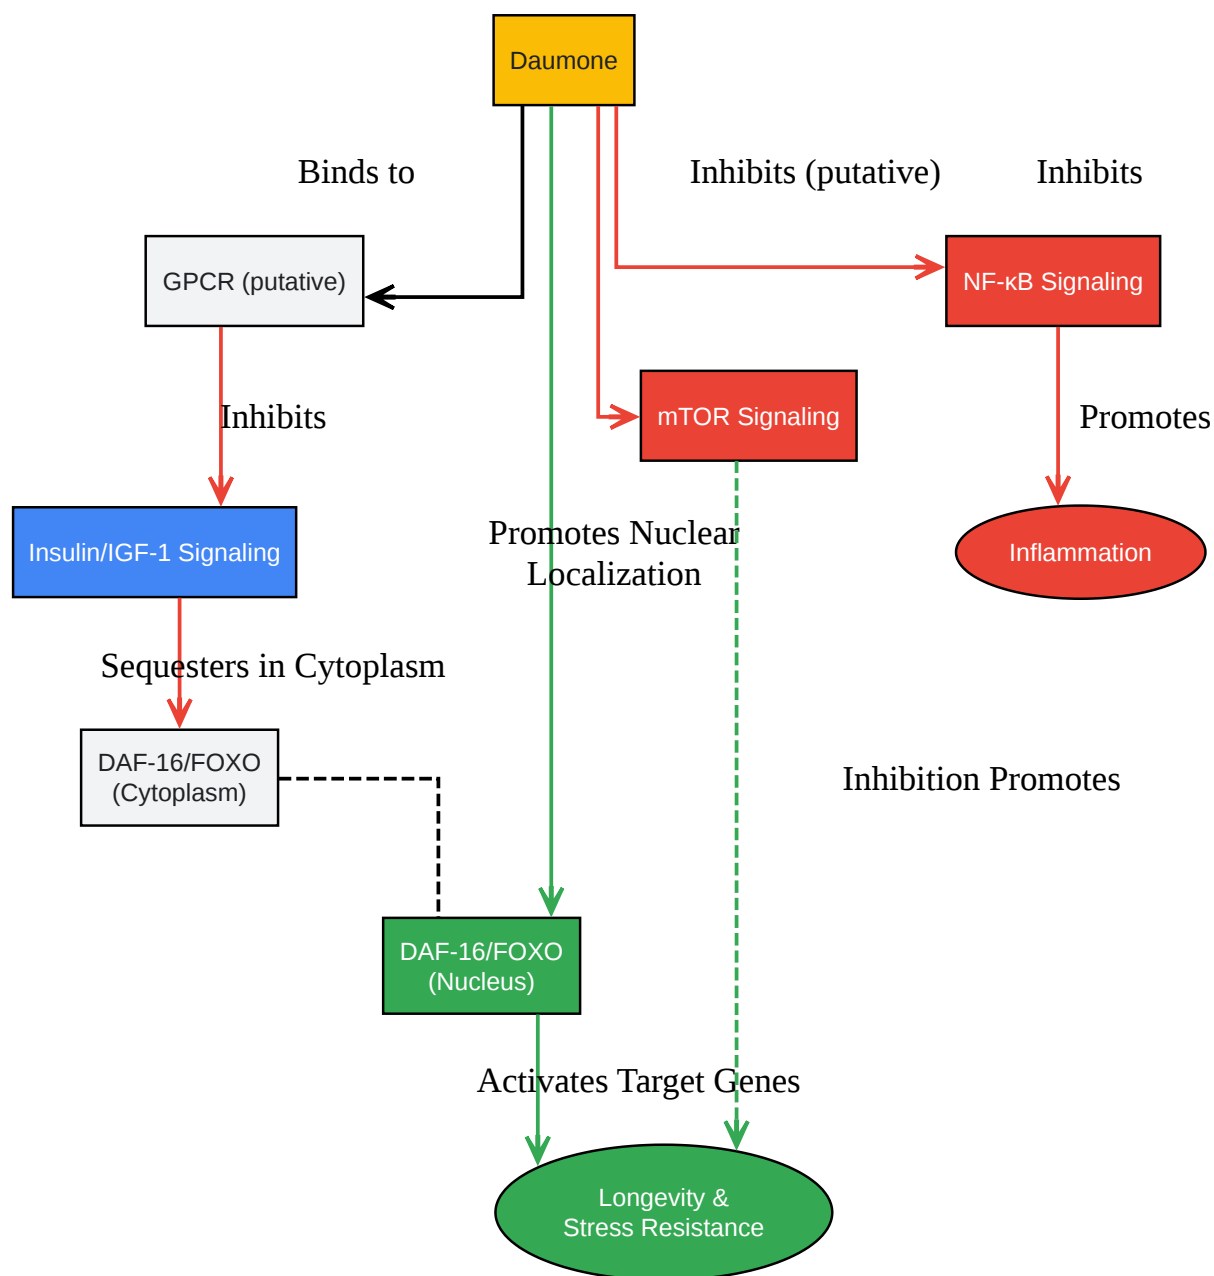 Daumone
Binds to
Inhibits (putative)
Inhibits
GPCR (putative)
NF-κB Signaling
Inhibits
mTOR Signaling
Promotes
Promotes Nuclear
Localization
Insulin/IGF-1 Signaling
Inflammation
Sequesters in Cytoplasm
DAF-16/FOXO
(Cytoplasm)
Inhibition Promotes
DAF-16/FOXO
(Nucleus)
Activates Target Genes
Longevity &
Stress Resistance